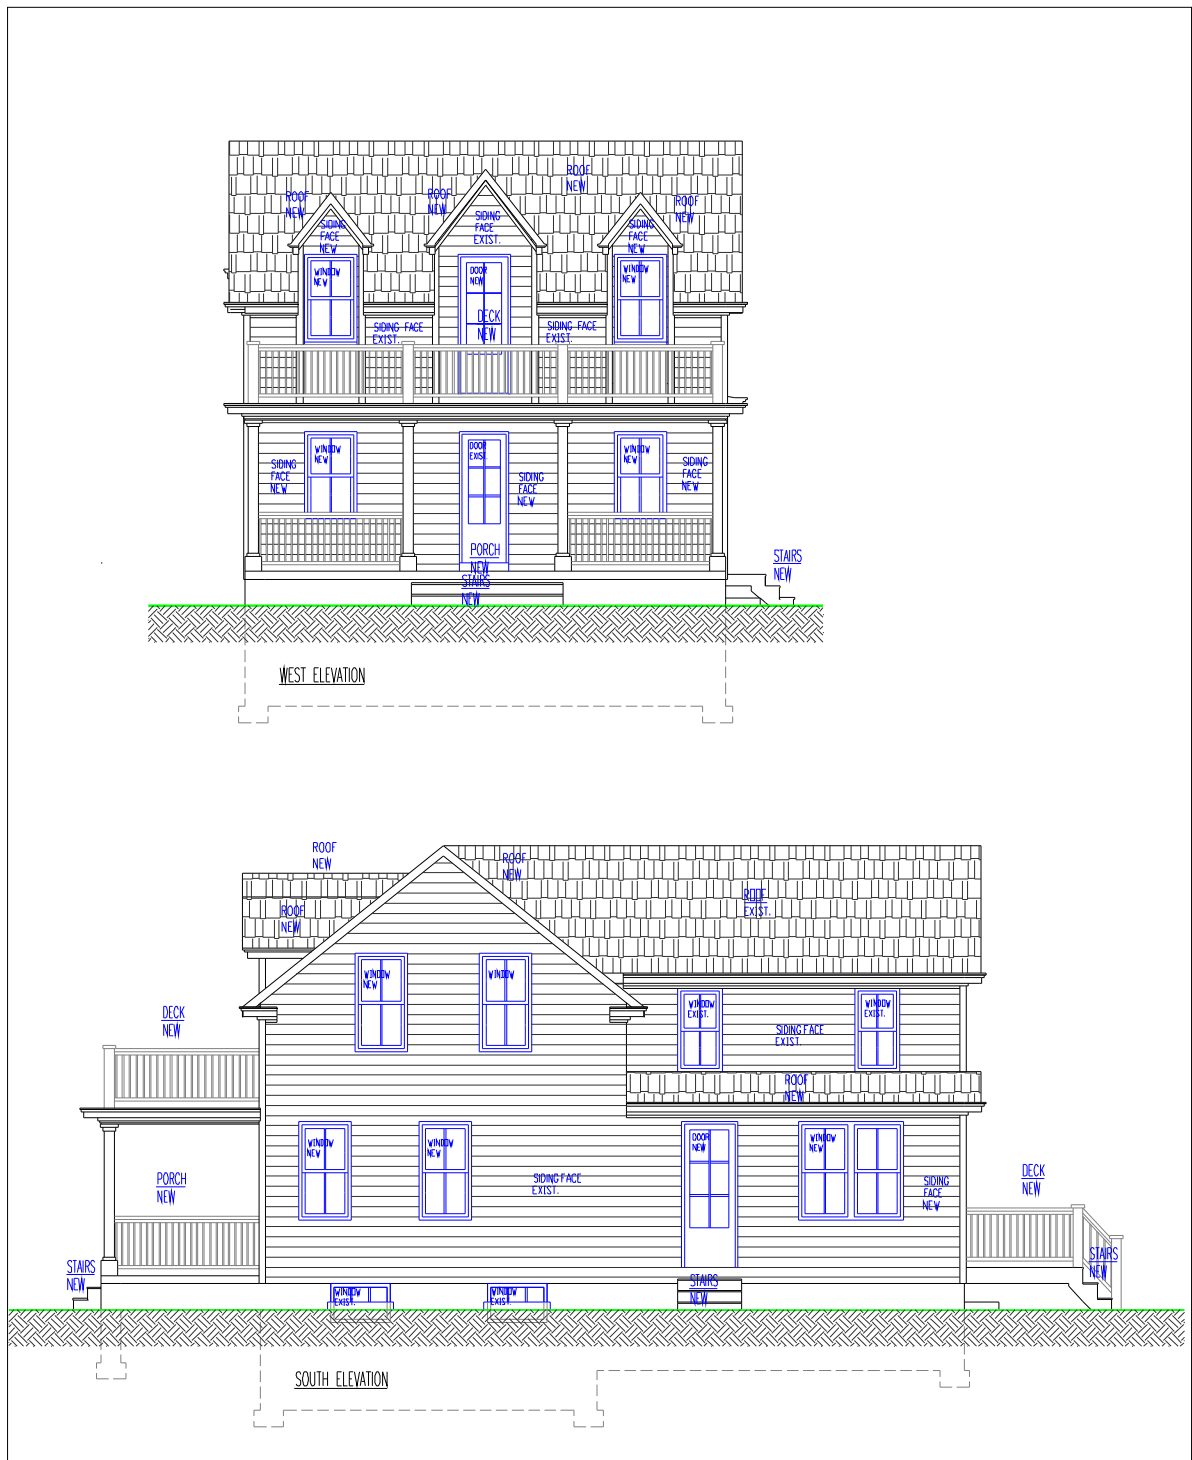 ROOF
NEW
ROOF
NEW
ROOF
NEW
ROOF
NEW
SIDING
FACE
NEW
SIDING
FACE
EXIST.
SIDING
FACE
NEW
WINDOW
NEW
DOOR
NEW
WINDOW
NEW
DECK
NEW
SIDING FACE
EXIST.
SIDING FACE
EXIST.
WINDOW
NEW
DOOR
EXIST.
WINDOW
NEW
SIDING
FACE
NEW
SIDING
FACE
NEW
SIDING
FACE
NEW
PORCH
NEW
STAIRS
NEW
STAIRS
NEW
WEST ELEVATION
ROOF
NEW
ROOF
NEW
ROOF
EXIST.
ROOF
NEW
WINDOW
NEW
WINDOW
WINDOW
EXIST.
WINDOW
EXIST.
DECK
NEW
SIDING FACE
EXIST.
ROOF
NEW
WINDOW
NEW
WINDOW
NEW
DOOR
NEW
WINDOW
NEW
PORCH
NEW
SIDING FACE
EXIST.
SIDING
FACE
NEW
DECK
NEW
STAIRS
NEW
STAIRS
NEW
STAIRS
NEW
WINDOW
EXIST.
WINDOW
EXIST.
SOUTH ELEVATION